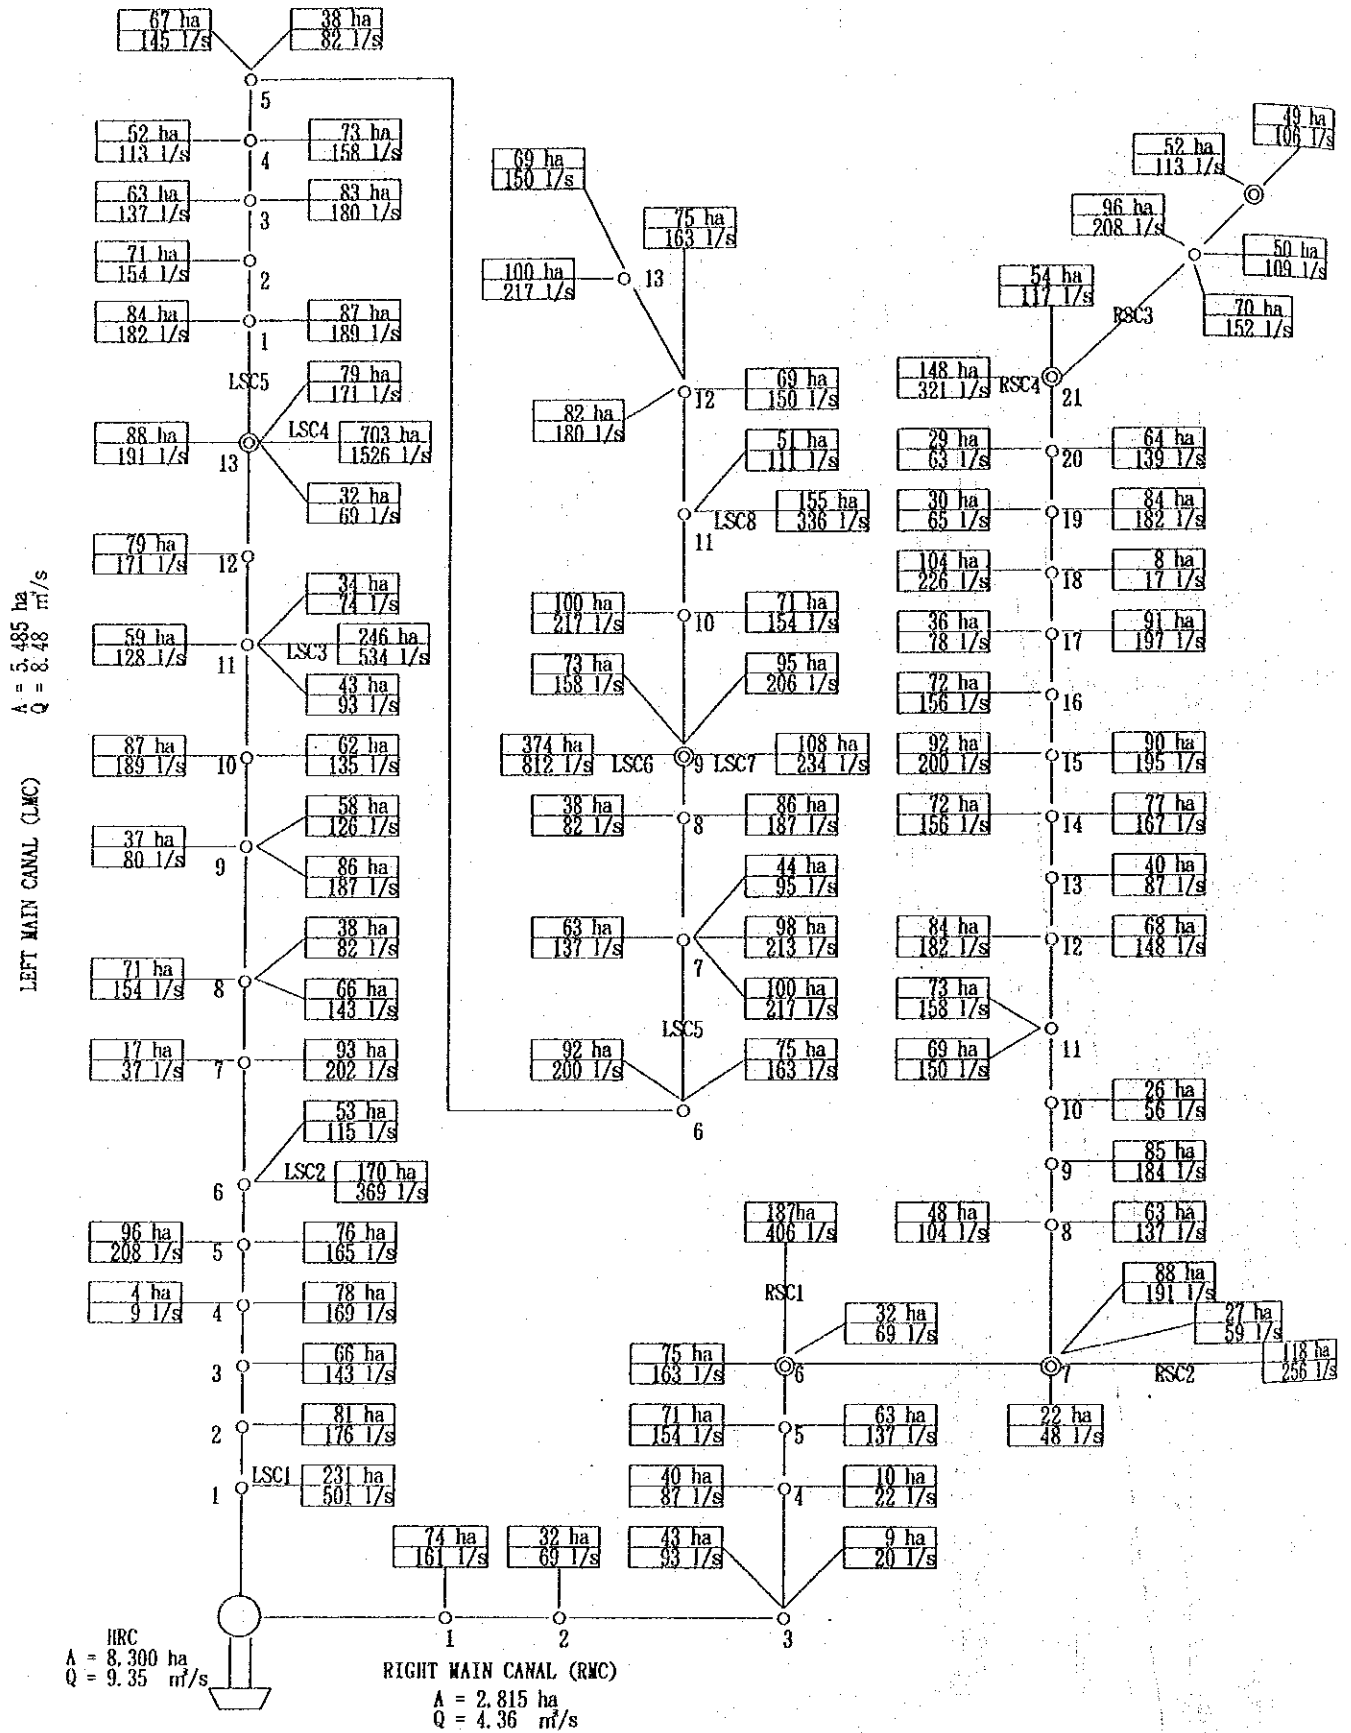 67 ha
145 l/s
38 ha
82 l/s
5
52 ha
113 l/s
4
73 ha
158 l/s
63 ha
137 l/s
3
83 ha
180 l/s
71 ha
154 l/s
2
84 ha
182 l/s
1
87 ha
189 l/s
LSC5
79 ha
171 l/s
88 ha
191 l/s
13
LSC4
703 ha
1526 l/s
32 ha
69 l/s
79 ha
171 l/s
12
34 ha
74 l/s
59 ha
128 l/s
11
LSC3
246 ha
534 l/s
43 ha
93 l/s
87 ha
189 l/s
10
62 ha
135 l/s
58 ha
126 l/s
37 ha
80 l/s
9
86 ha
187 l/s
38 ha
82 l/s
71 ha
154 l/s
8
66 ha
143 l/s
17 ha
37 l/s
7
93 ha
202 l/s
53 ha
115 l/s
6
LSC2
170 ha
369 l/s
96 ha
208 l/s
5
76 ha
165 l/s
4 ha
9 l/s
4
78 ha
169 l/s
3
66 ha
143 l/s
2
81 ha
176 l/s
1
LSC1
231 ha
501 l/s
LEFT MAIN CANAL (LMC)
A = 5.485 ha
Q = 8.48 m³/s
HRC
A = 8.300 ha
Q = 9.35 m³/s
69 ha
150 l/s
75 ha
163 l/s
100 ha
217 l/s
13
82 ha
180 l/s
12
69 ha
150 l/s
51 ha
111 l/s
11
LSC8
155 ha
336 l/s
100 ha
217 l/s
10
71 ha
154 l/s
73 ha
158 l/s
95 ha
206 l/s
374 ha
812 l/s
LSC6
9
LSC7
108 ha
234 l/s
38 ha
82 l/s
8
86 ha
187 l/s
44 ha
95 l/s
63 ha
137 l/s
7
98 ha
213 l/s
100 ha
217 l/s
LSC5
92 ha
200 l/s
75 ha
163 l/s
6
49 ha
106 l/s
52 ha
113 l/s
96 ha
208 l/s
50 ha
109 l/s
70 ha
152 l/s
54 ha
117 l/s
RSC3
148 ha
321 l/s
RSC4
21
29 ha
63 l/s
20
64 ha
139 l/s
30 ha
65 l/s
19
84 ha
182 l/s
104 ha
226 l/s
18
8 ha
17 l/s
36 ha
78 l/s
17
91 ha
197 l/s
72 ha
156 l/s
16
92 ha
200 l/s
15
90 ha
195 l/s
72 ha
156 l/s
14
77 ha
167 l/s
13
40 ha
87 l/s
84 ha
182 l/s
12
68 ha
148 l/s
73 ha
158 l/s
69 ha
150 l/s
11
10
26 ha
56 l/s
9
85 ha
184 l/s
48 ha
104 l/s
8
63 ha
137 l/s
88 ha
191 l/s
27 ha
59 l/s
7
RSC2
118 ha
256 l/s
22 ha
48 l/s
187ha
406 l/s
RSC1
32 ha
69 l/s
75 ha
163 l/s
6
71 ha
154 l/s
5
63 ha
137 l/s
40 ha
87 l/s
4
10 ha
22 l/s
74 ha
161 l/s
32 ha
69 l/s
43 ha
93 l/s
9 ha
20 l/s
1
2
3
RIGHT MAIN CANAL (RMC)
A = 2.815 ha
Q = 4.36 m³/s